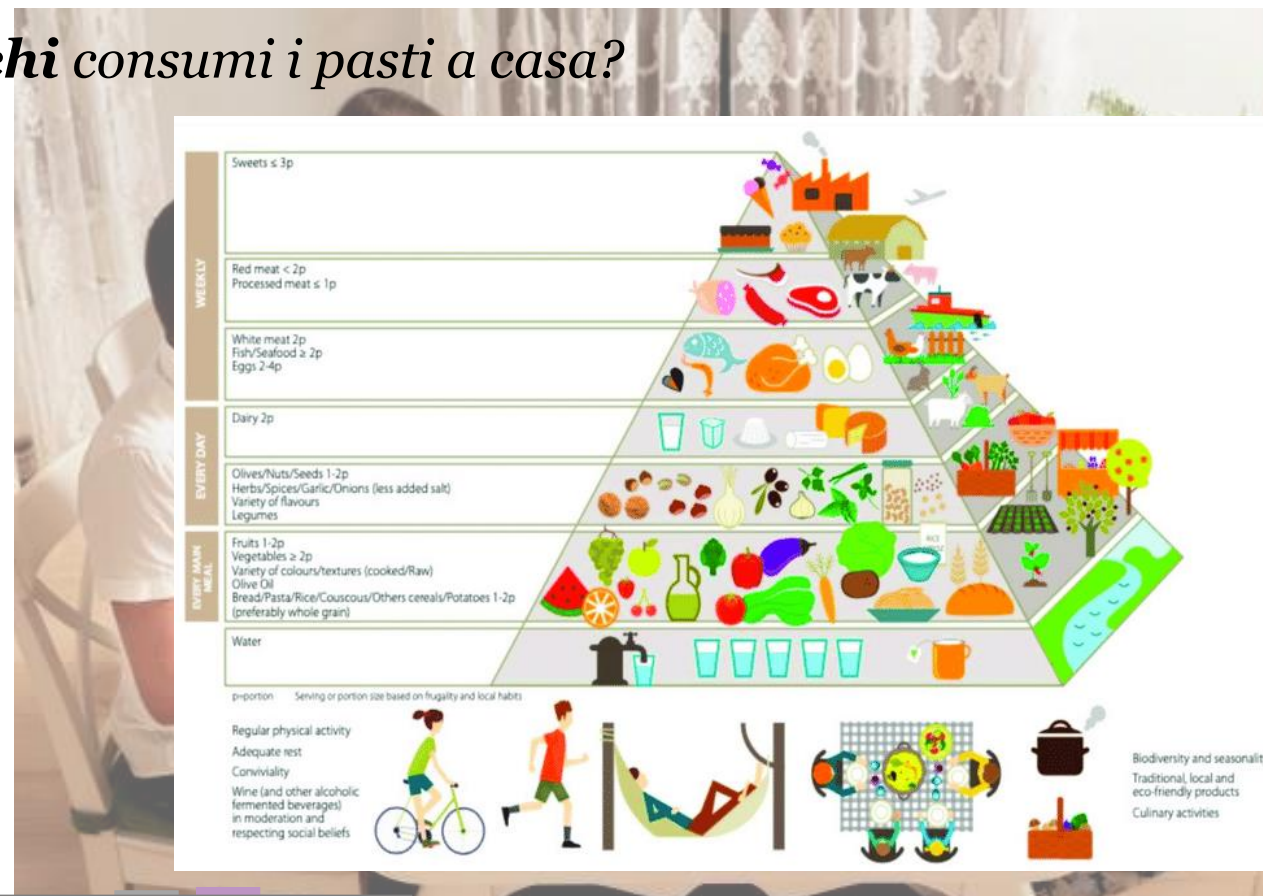 chi consumi i pasti a casa?
WEEKLY
Sweets ≤ 3p
Red meat < 2p
Processed meat ≤ 1p
White meat 2p
Fish/Seafood ≥ 2p
Eggs 2-4p
EVERY DAY
Dairy 2p
Olives/Nuts/Seeds 1-2p
Herbs/Spices/Garlic/Onions (less added salt)
Variety of flavours
Legumes
EVERY MAIN
MEAL
Fruits 1-2p
Vegetables ≥ 2p
Variety of colours/textures (cooked/Raw)
Olive Oil
Bread/Pasta/Rice/Couscous/Others cereals/Potatoes 1-2p
(preferably whole grain)
RICE
Water
p=portion Serving or portion size based on frugality and local habits
Regular physical activity
Adequate rest
Conviviality
Wine (and other alcoholic
fermented beverages)
in moderation and
respecting social beliefs
Biodiversity and seasonalit
Traditional, local and
eco-friendly products
Culinary activities